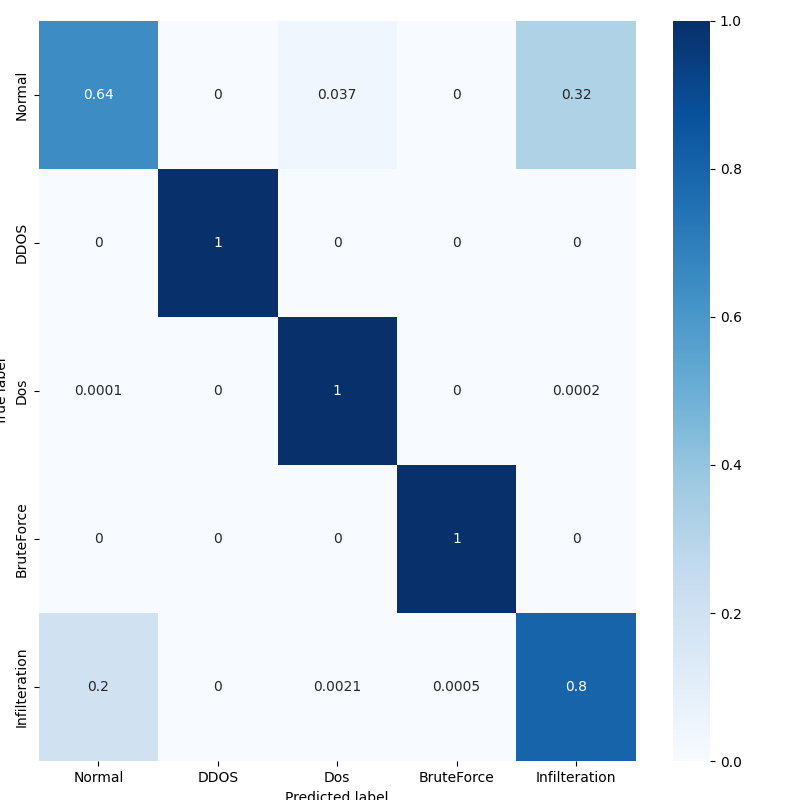 Normal 0.64 0 0.037 0 0.32
DDOS 0 1 0 0 0
Dos 0.0001 0 1 0 0.0002
BruteForce 0 0 0 1 0
Infilteration 0.2 0 0.0021 0.0005 0.8
Normal DDOS Dos BruteForce Infilteration
Predicted label
True label
1.0
0.8
0.6
0.4
0.2
0.0